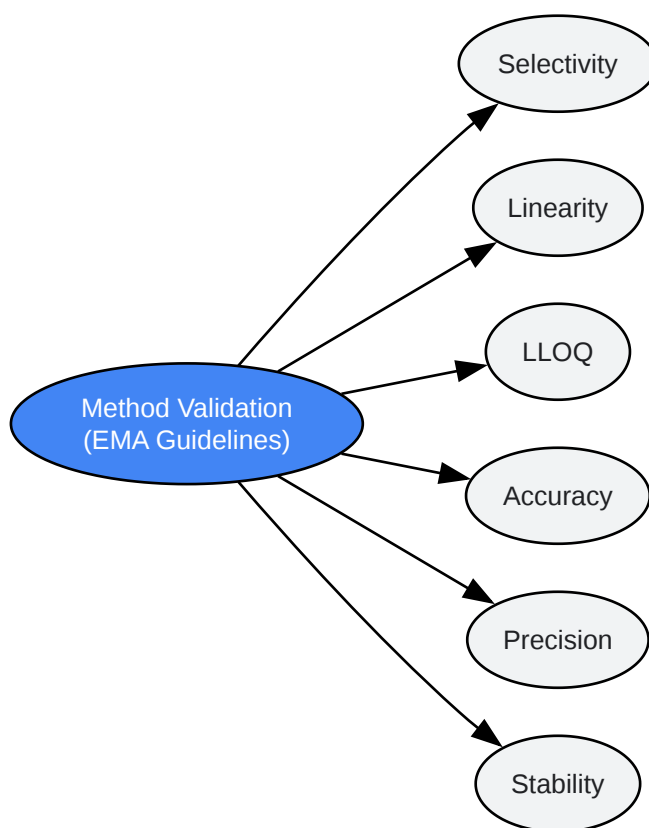 Selectivity
Linearity
LLOQ
Method Validation
(EMA Guidelines)
Accuracy
Precision
Stability